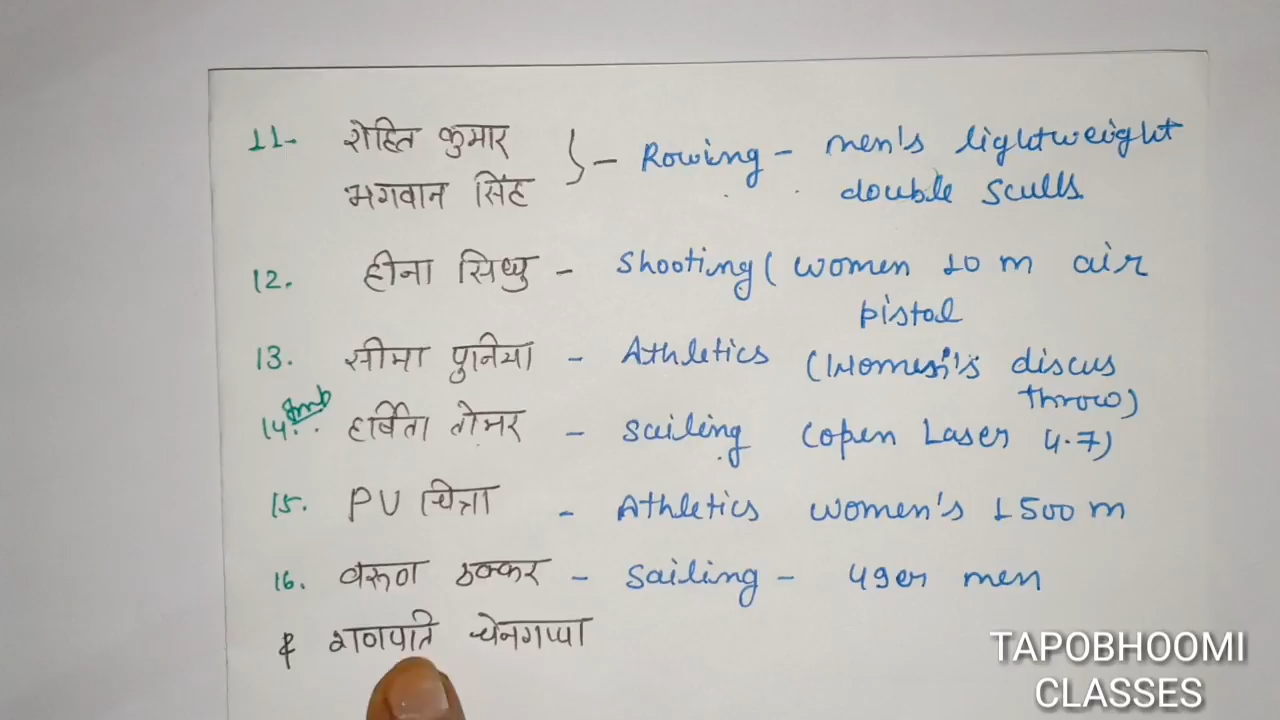 11- रोहित कुमार
भगवान सिंह } - Rowing - men's lightweight
double Sculls
12. हीना सिध्धु - Shooting ( women 10 m air
pistol
13. सीमा पुनिया - Athletics (Women's discus
throw)
14. Imb हर्षिता तोमर - Sailing (open Laser 4.7)
15. PU चित्रा - Athletics women's 1500 m
16. वरूण ठक्कर - Sailing - 49er men
& गणपति चेनगप्पा
TAPOBHOOMI
CLASSES